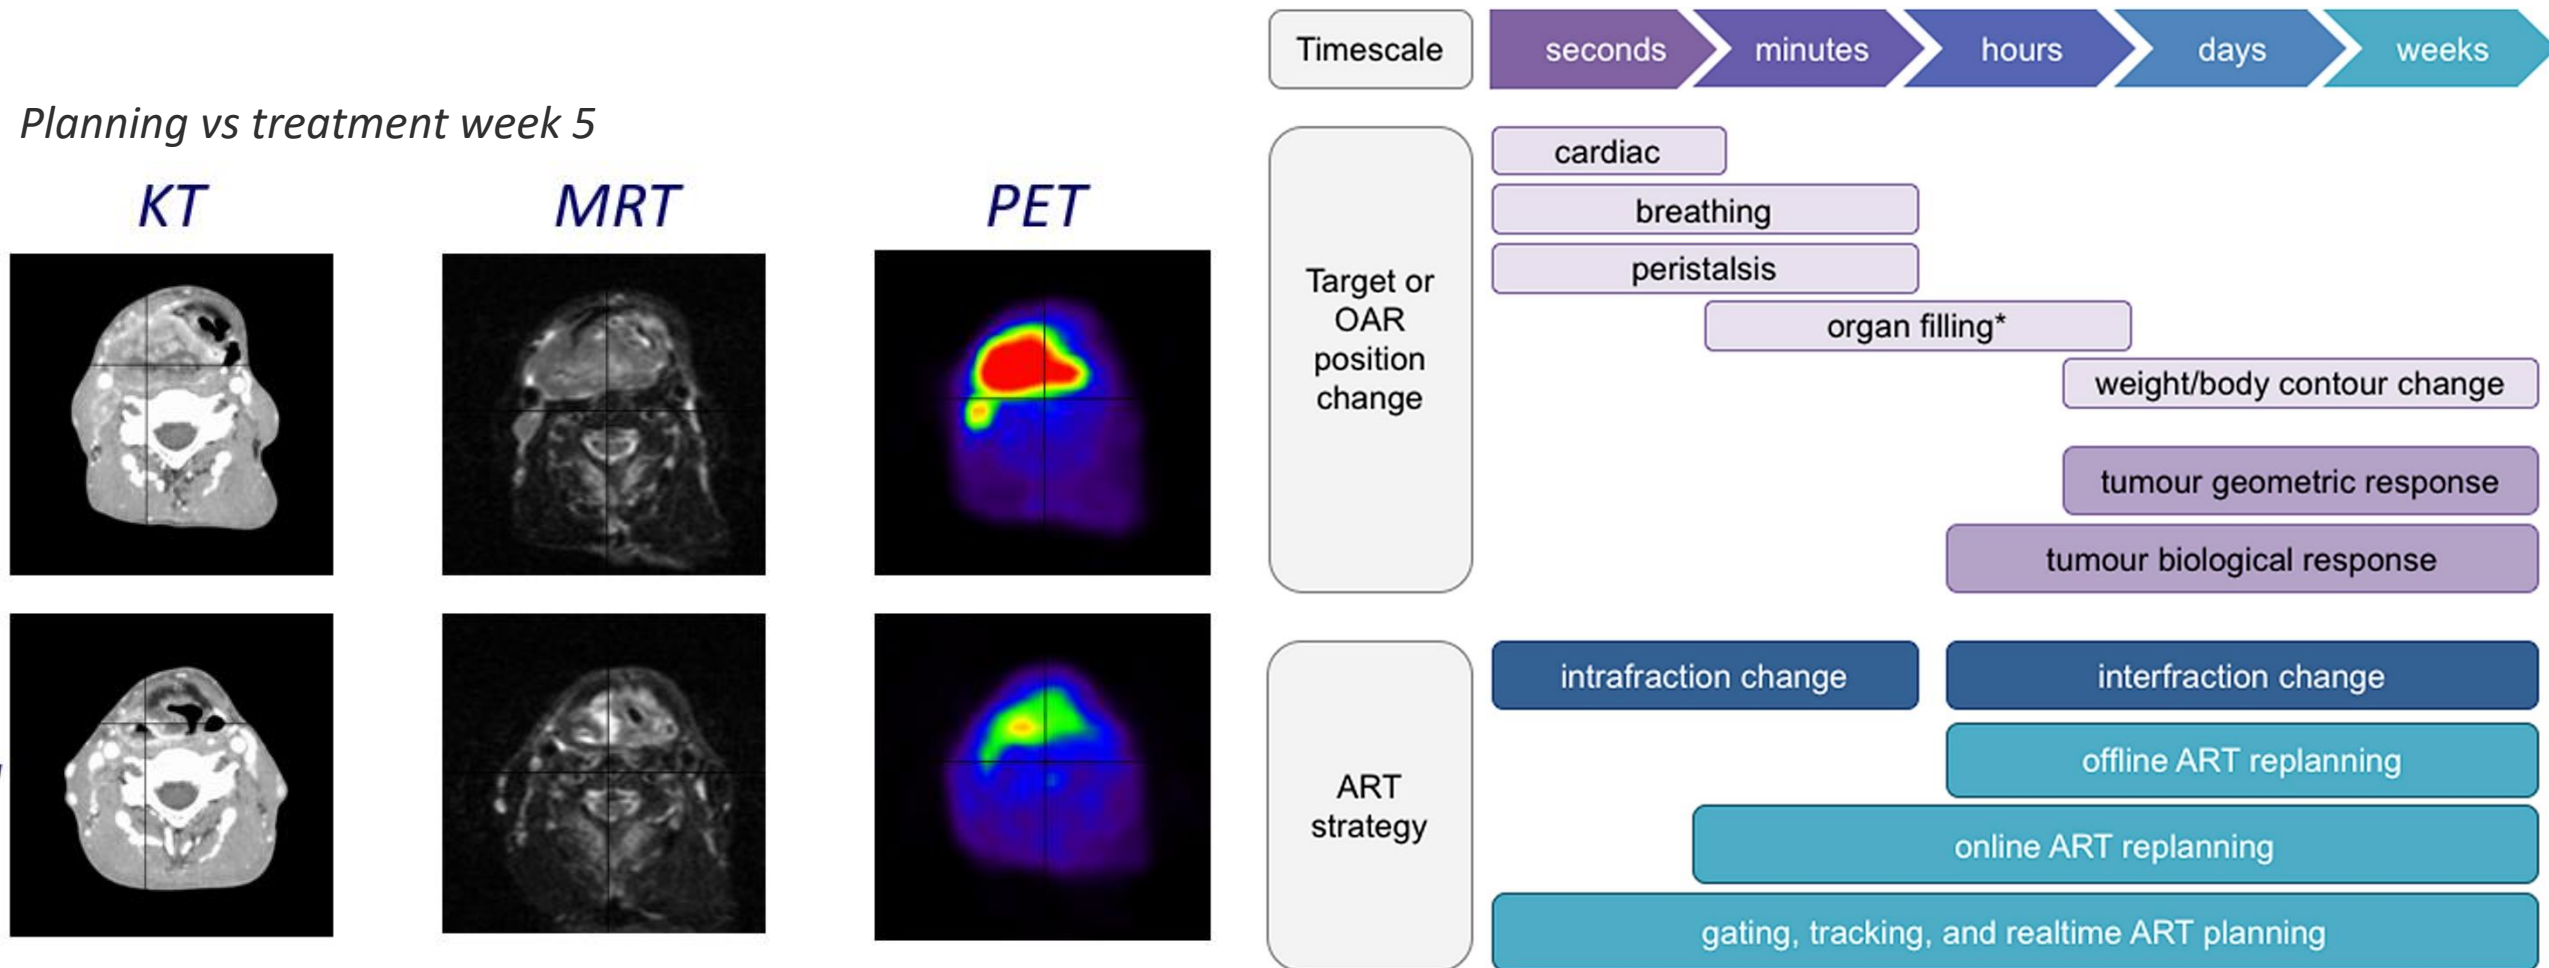 Planning vs treatment week 5
KT
MRT
PET
Timescale
seconds
minutes
hours
days
weeks
Target or
OAR
position
change
cardiac
breathing
peristalsis
organ filling*
weight/body contour change
tumour geometric response
tumour biological response
ART
strategy
intrafraction change
interfraction change
offline ART replanning
online ART replanning
gating, tracking, and realtime ART planning